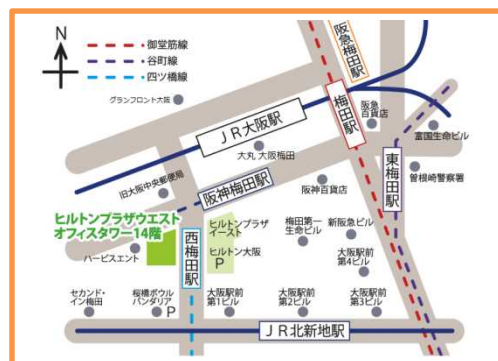 N
御堂筋線
谷町線
四ツ橋線
阪急梅田駅
グランフロント大阪
梅田駅
阪急
百貨店
JR大阪駅
富国生命ビル
大丸 大阪梅田
東梅田駅
曽根崎警察署
旧大阪中央郵便局
阪神梅田駅
阪神百貨店
ヒルトンプラザウエスト
オフィスタワー14階
西梅田駅
ヒルトンプラザ
イースト
ヒルトン大阪
P
梅田第一
生命ビル
新阪急ビル
ハービスエント
大阪駅前
第4ビル
セカンド・
イン梅田
桜橋ボウル
パンダリア
P
大阪駅前
第1ビル
大阪駅前
第2ビル
大阪駅前
第3ビル
JR北新地駅